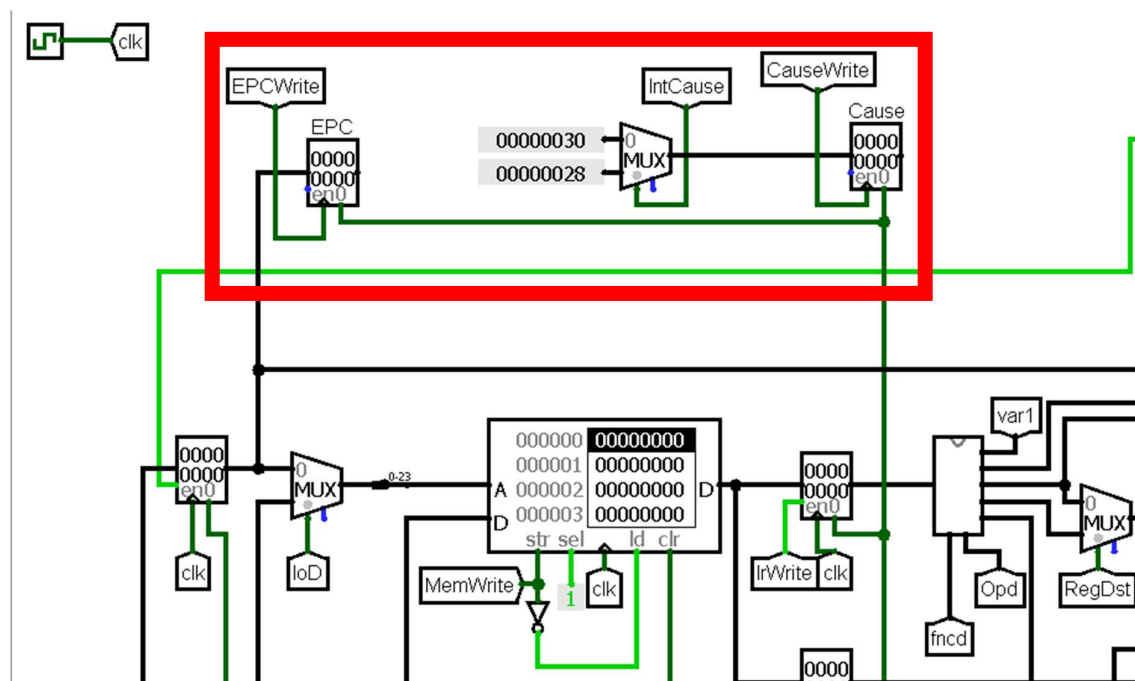 clk
EPCWrite
IntCause
CauseWrite
EPC
Cause
00000030
00000028
0
MUX
0000
0000
en0
0000
0000
en0
var1
0000
0000
en0
0
MUX
0-23
000000 00000000
000001 00000000
000002 00000000
000003 00000000
A
D
D
str sel ld clr
0000
0000
en0
0
MUX
clk
IoD
MemWrite
1
clk
IrWrite
clk
Opd
RegDst
fncd
0000